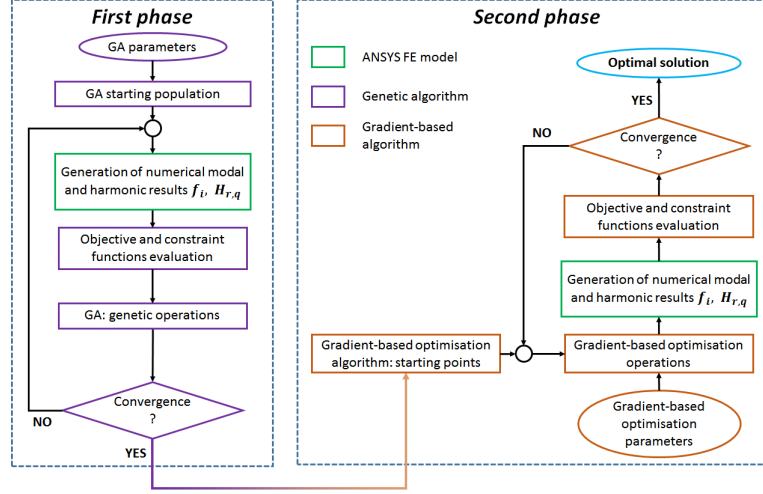 First phase
GA parameters
GA starting population
Generation of numerical modal
and harmonic results f_i, H_{r,q}
Objective and constraint
functions evaluation
GA: genetic operations
Convergence
?
NO
YES
Second phase
ANSYS FE model
Genetic algorithm
Gradient-based
algorithm
Optimal solution
YES
NO
Convergence
?
Objective and constraint
functions evaluation
Generation of numerical modal
and harmonic results f_i, H_{r,q}
Gradient-based optimisation
algorithm: starting points
Gradient-based optimisation
operations
Gradient-based
optimisation
parameters